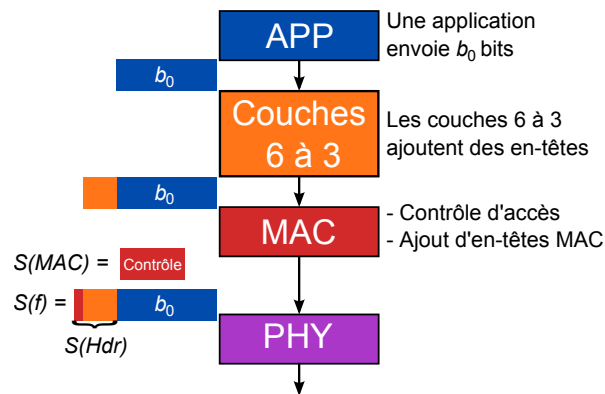 APP
Une application
envoie b₀ bits
b₀
Couches
6 à 3
Les couches 6 à 3
ajoutent des en-têtes
b₀
MAC
- Contrôle d'accès
- Ajout d'en-têtes MAC
S(MAC) = Contrôle
S(f) = b₀
S(Hdr)
PHY